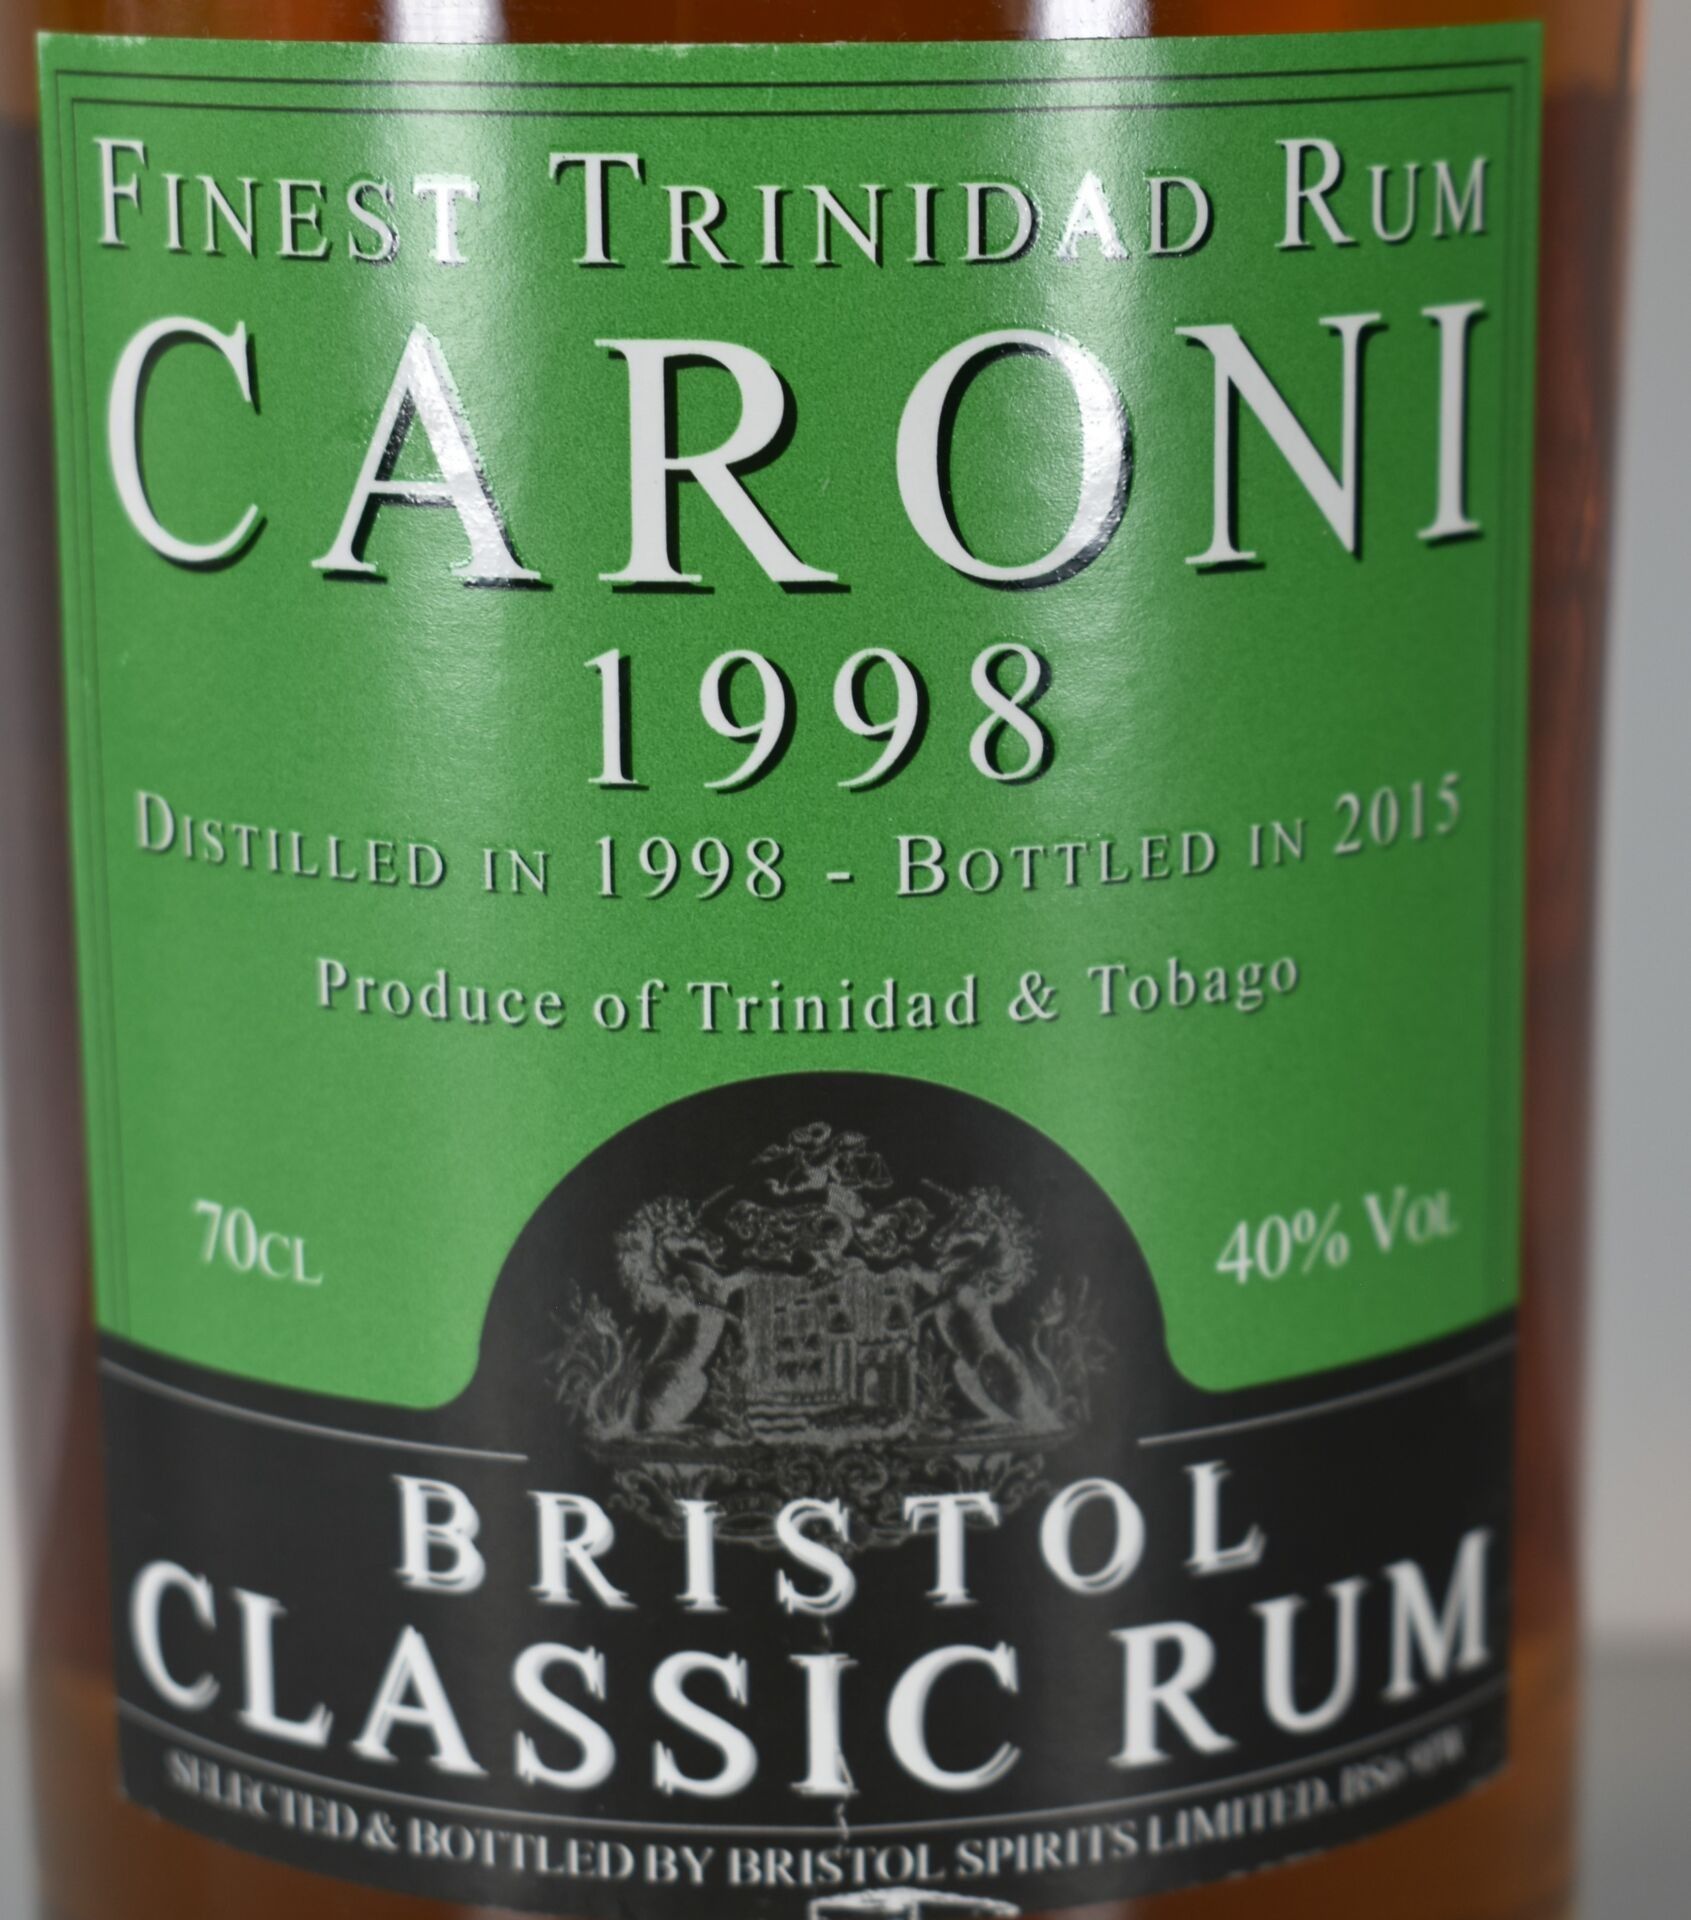 FINEST TRINIDAD RUM
CARONI
1998
DISTILLED IN 1998 - BOTTLED IN 2015
Produce of Trinidad & Tobago
70CL
40% VOL
BRISTOL
CLASSIC RUM
SELECTED & BOTTLED BY BRISTOL SPIRITS LIMITED.